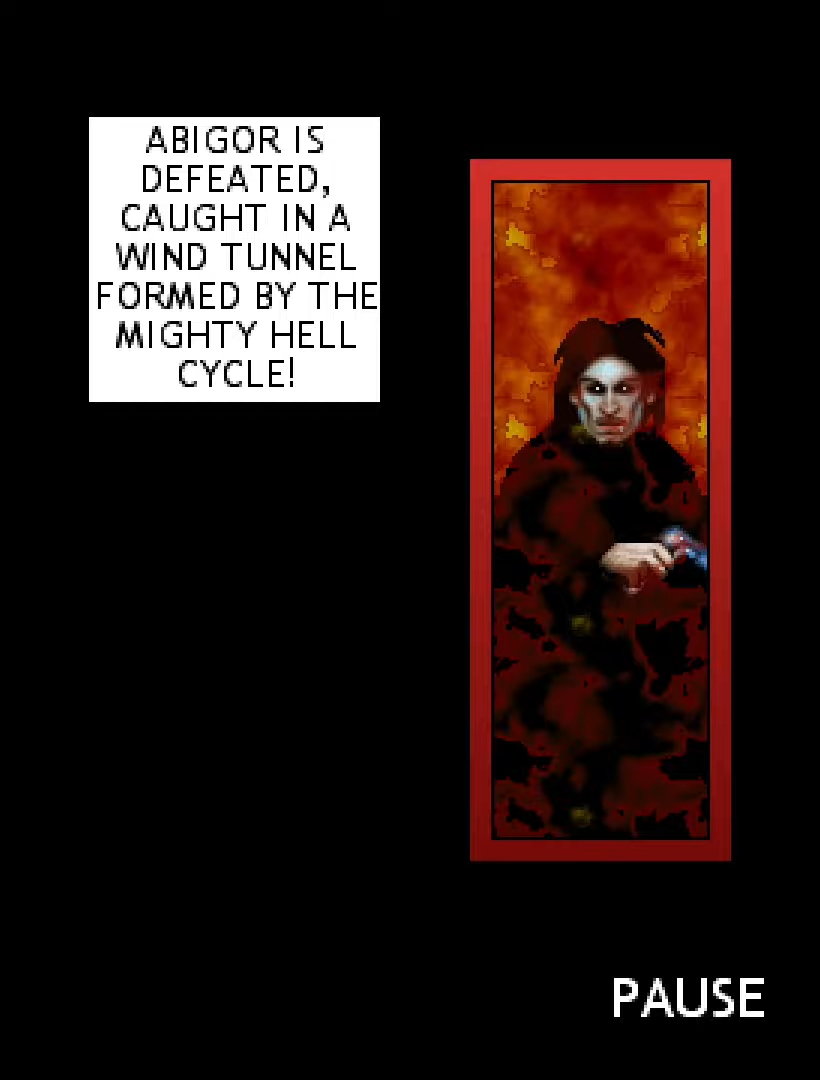 ABIGOR IS
DEFEATED,
CAUGHT IN A
WIND TUNNEL
FORMED BY THE
MIGHTY HELL
CYCLE!
PAUSE